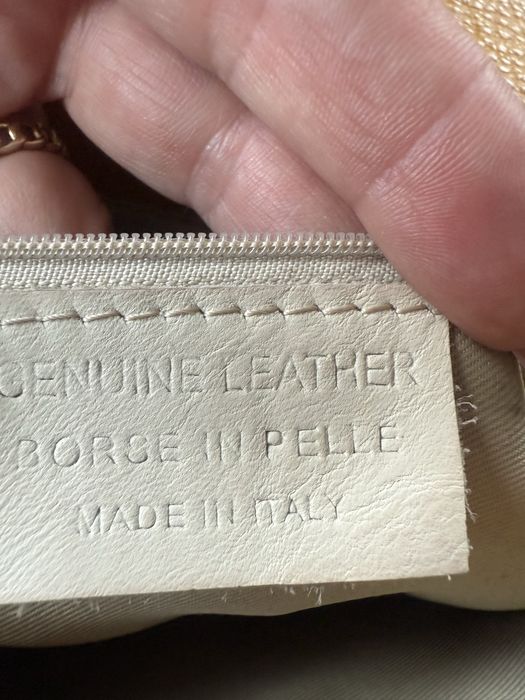 GENUINE LEATHER
BORSE IN PELLE
MADE IN ITALY